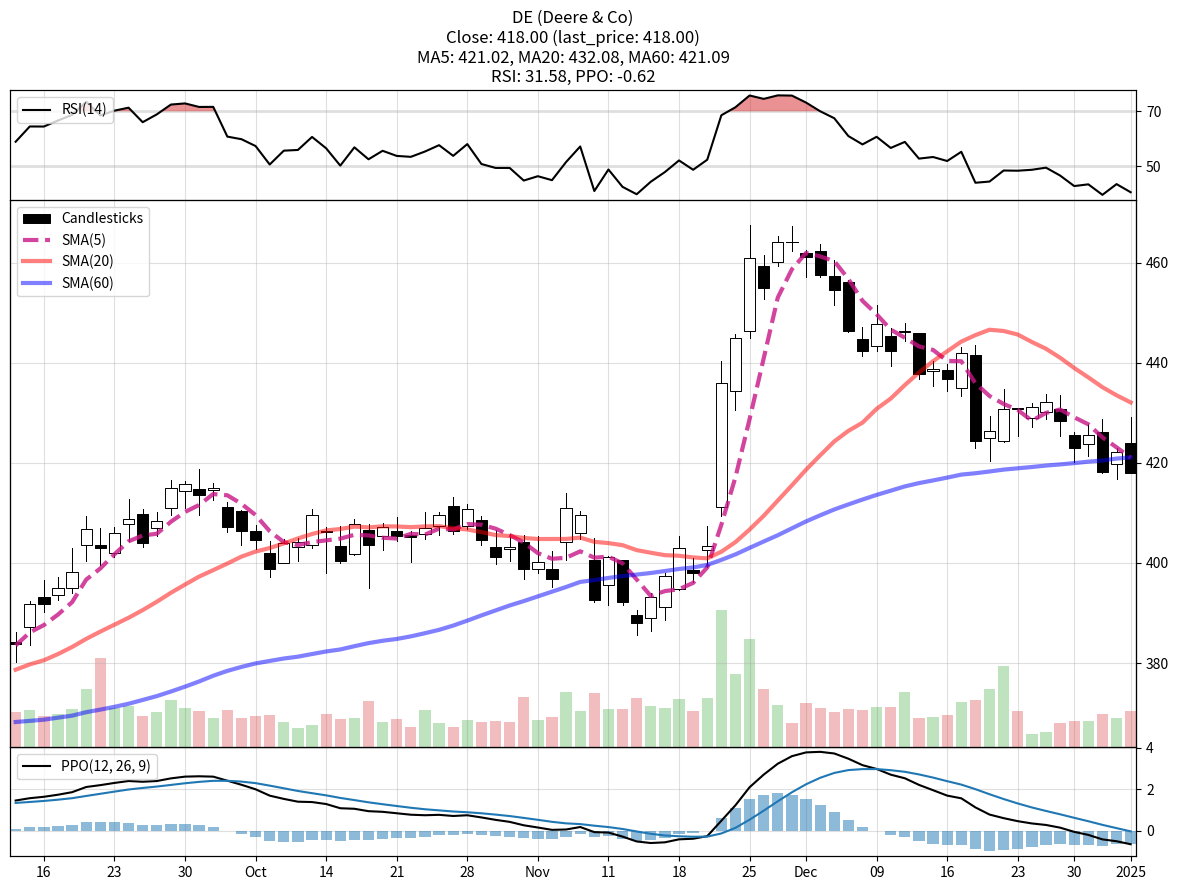 DE (Deere & Co)
Close: 418.00 (last_price: 418.00)
MA5: 421.02, MA20: 432.08, MA60: 421.09
RSI: 31.58, PPO: -0.62
RSI(14)
70
50
Candlesticks
SMA(5)
SMA(20)
SMA(60)
460
440
420
400
380
PPO(12, 26, 9)
4
2
0
16 23 30 Oct 14 21 28 Nov 11 18 25 Dec 09 16 23 30 2025